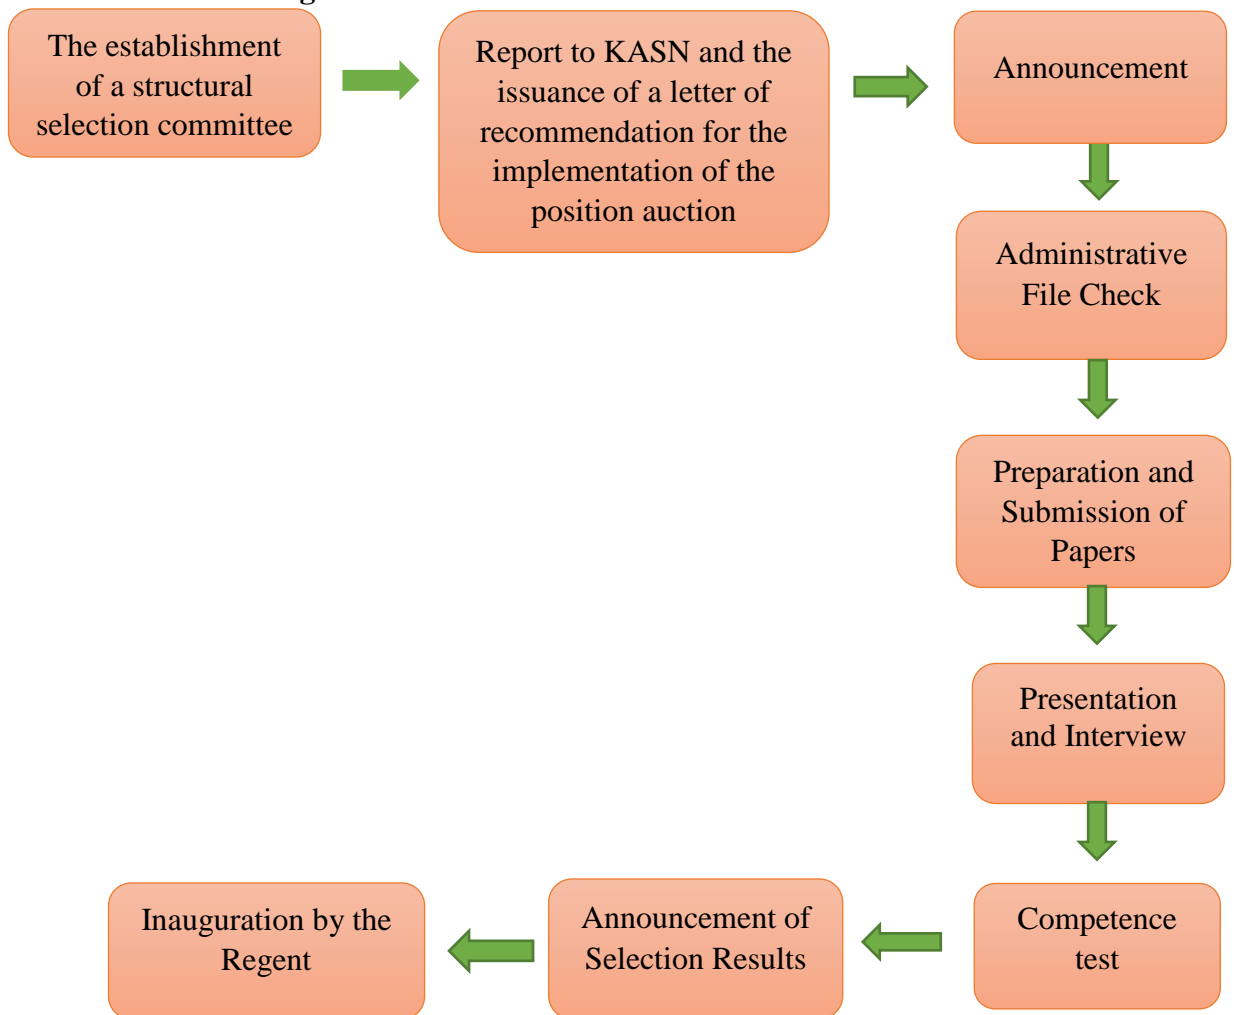 The establishment
of a structural
selection committee
Report to KASN and the
issuance of a letter of
recommendation for the
implementation of the
position auction
Announcement
Administrative
File Check
Preparation and
Submission of
Papers
Presentation
and Interview
Competence
test
Announcement of
Selection Results
Inauguration by the
Regent